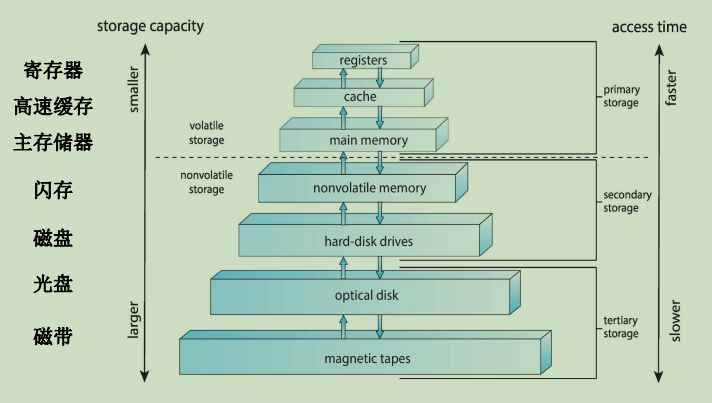 storage capacity
access time
smaller
faster
寄存器
registers
高速缓存
cache
primary
storage
主存储器
volatile
storage
main memory
闪存
nonvolatile
storage
nonvolatile memory
secondary
storage
磁盘
hard-disk drives
光盘
optical disk
larger
slower
tertiary
storage
磁带
magnetic tapes